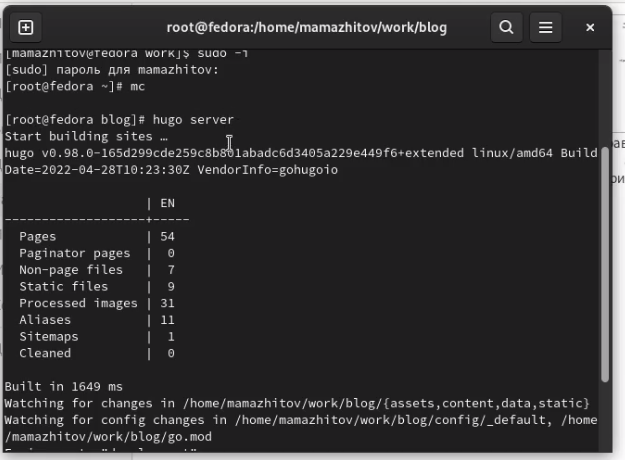 root@fedora:/home/mamazhitov/work/blog
[mamazhitov@fedora work]$ sudo -i
[sudo] пароль для mamazhitov:
[root@fedora ~]# mc
[root@fedora blog]# hugo server
Start building sites …
hugo v0.98.0-165d299cde259c8b801abadc6d3405a229e449f6+extended linux/amd64 Build
Date=2022-04-28T10:23:30Z VendorInfo=gohugoio
| EN
-------------------+-----
Pages | 54
Paginator pages | 0
Non-page files | 7
Static files | 9
Processed images | 31
Aliases | 11
Sitemaps | 1
Cleaned | 0
Built in 1649 ms
Watching for changes in /home/mamazhitov/work/blog/{assets,content,data,static}
Watching for config changes in /home/mamazhitov/work/blog/config/_default, /home
/mamazhitov/work/blog/go.mod